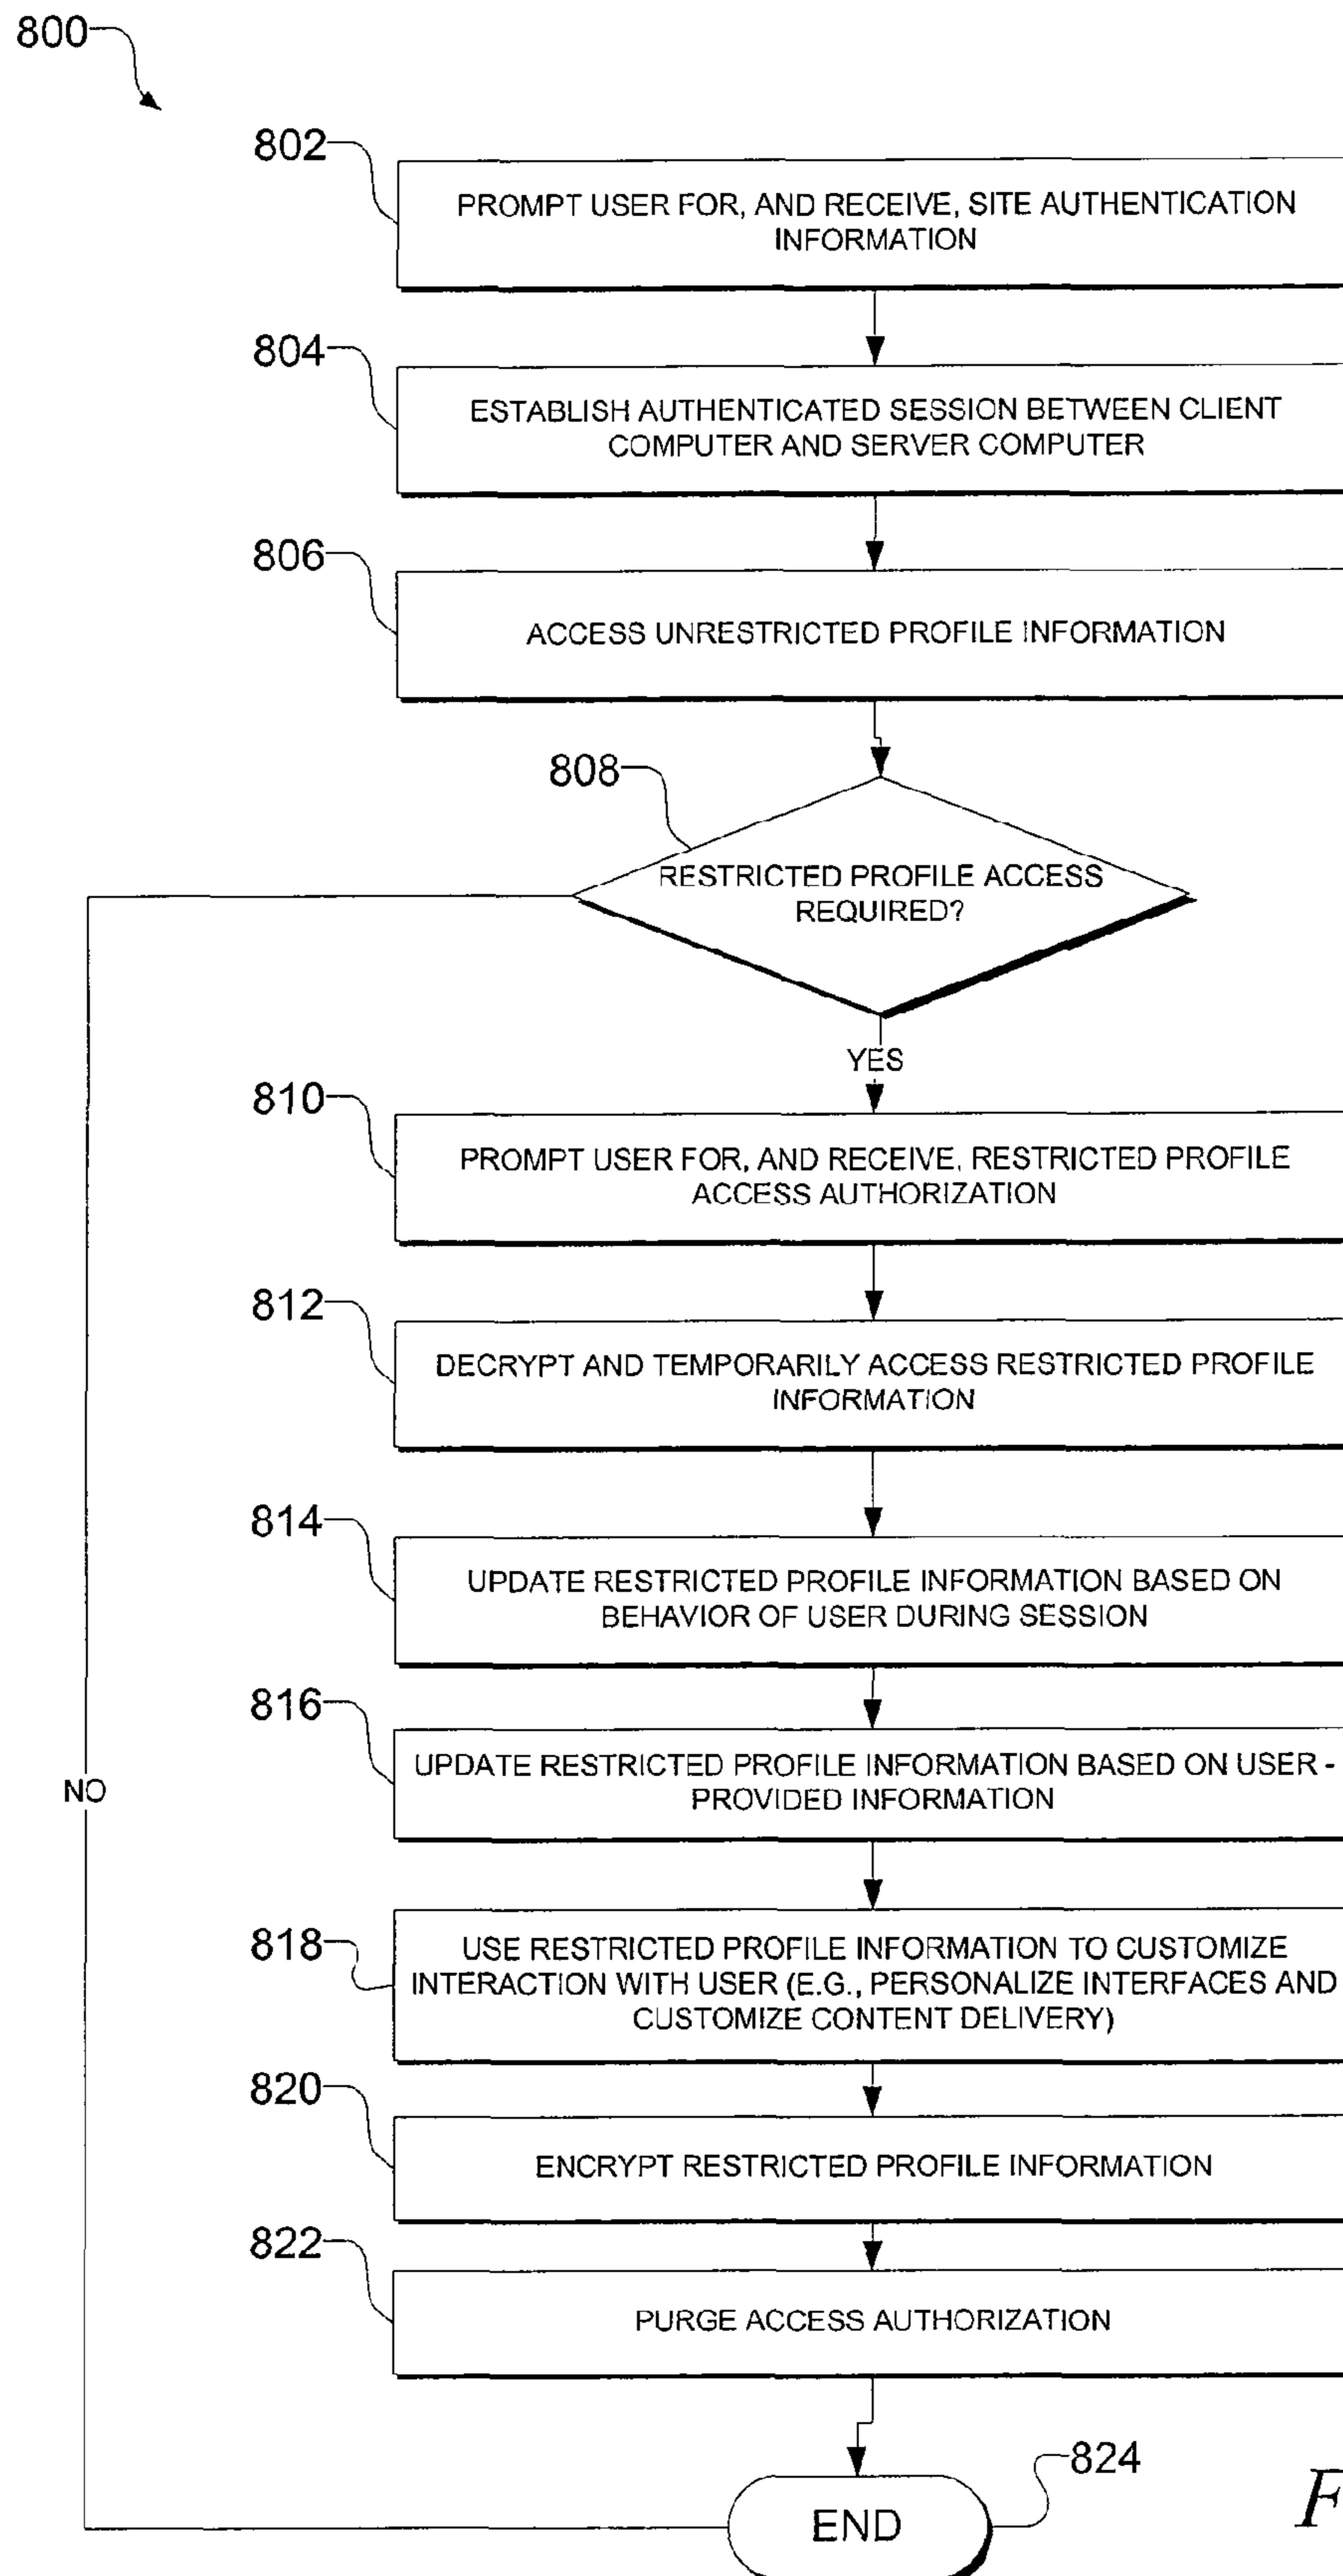 800
802
PROMPT USER FOR, AND RECEIVE, SITE AUTHENTICATION
INFORMATION
804
ESTABLISH AUTHENTICATED SESSION BETWEEN CLIENT
COMPUTER AND SERVER COMPUTER
806
ACCESS UNRESTRICTED PROFILE INFORMATION
808
RESTRICTED PROFILE ACCESS
REQUIRED?
YES
810
PROMPT USER FOR, AND RECEIVE, RESTRICTED PROFILE
ACCESS AUTHORIZATION
812
DECRYPT AND TEMPORARILY ACCESS RESTRICTED PROFILE
INFORMATION
814
UPDATE RESTRICTED PROFILE INFORMATION BASED ON
BEHAVIOR OF USER DURING SESSION
816
UPDATE RESTRICTED PROFILE INFORMATION BASED ON USER -
PROVIDED INFORMATION
NO
818
USE RESTRICTED PROFILE INFORMATION TO CUSTOMIZE
INTERACTION WITH USER (E.G., PERSONALIZE INTERFACES AND
CUSTOMIZE CONTENT DELIVERY)
820
ENCRYPT RESTRICTED PROFILE INFORMATION
822
PURGE ACCESS AUTHORIZATION
824
END
F